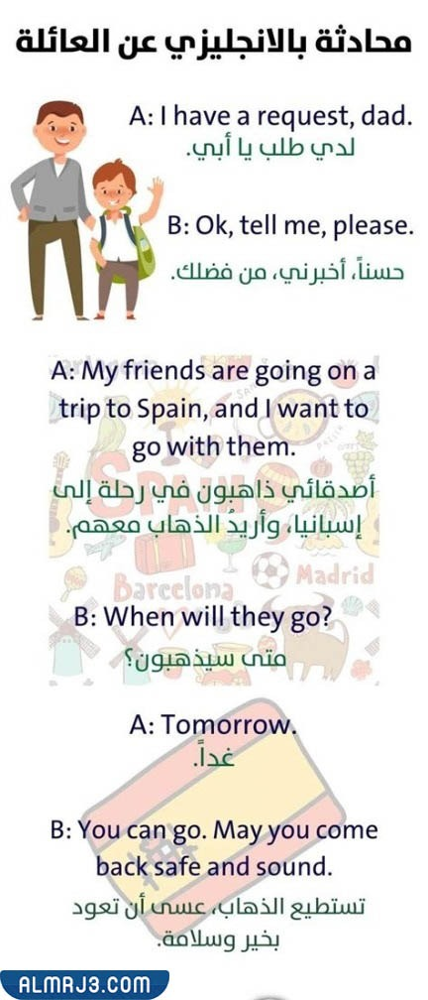 محادثة بالانجليزي عن العائلة
A: I have a request, dad.
لدي طلب يا أبي.
B: Ok, tell me, please.
حسناً، أخبرني، من فضلك.
A: My friends are going on a
trip to Spain, and I want to
go with them.
أصدقائي ذاهبون في رحلة إلى
إسبانيا، وأريدُ الذهاب معهم.
SPAIN
Barcelona
Madrid
B: When will they go?
متى سيذهبون؟
A: Tomorrow.
غداً.
B: You can go. May you come
back safe and sound.
تستطيع الذهاب، عسى أن تعود
بخير وسلامة.
ALMRJ3.COM